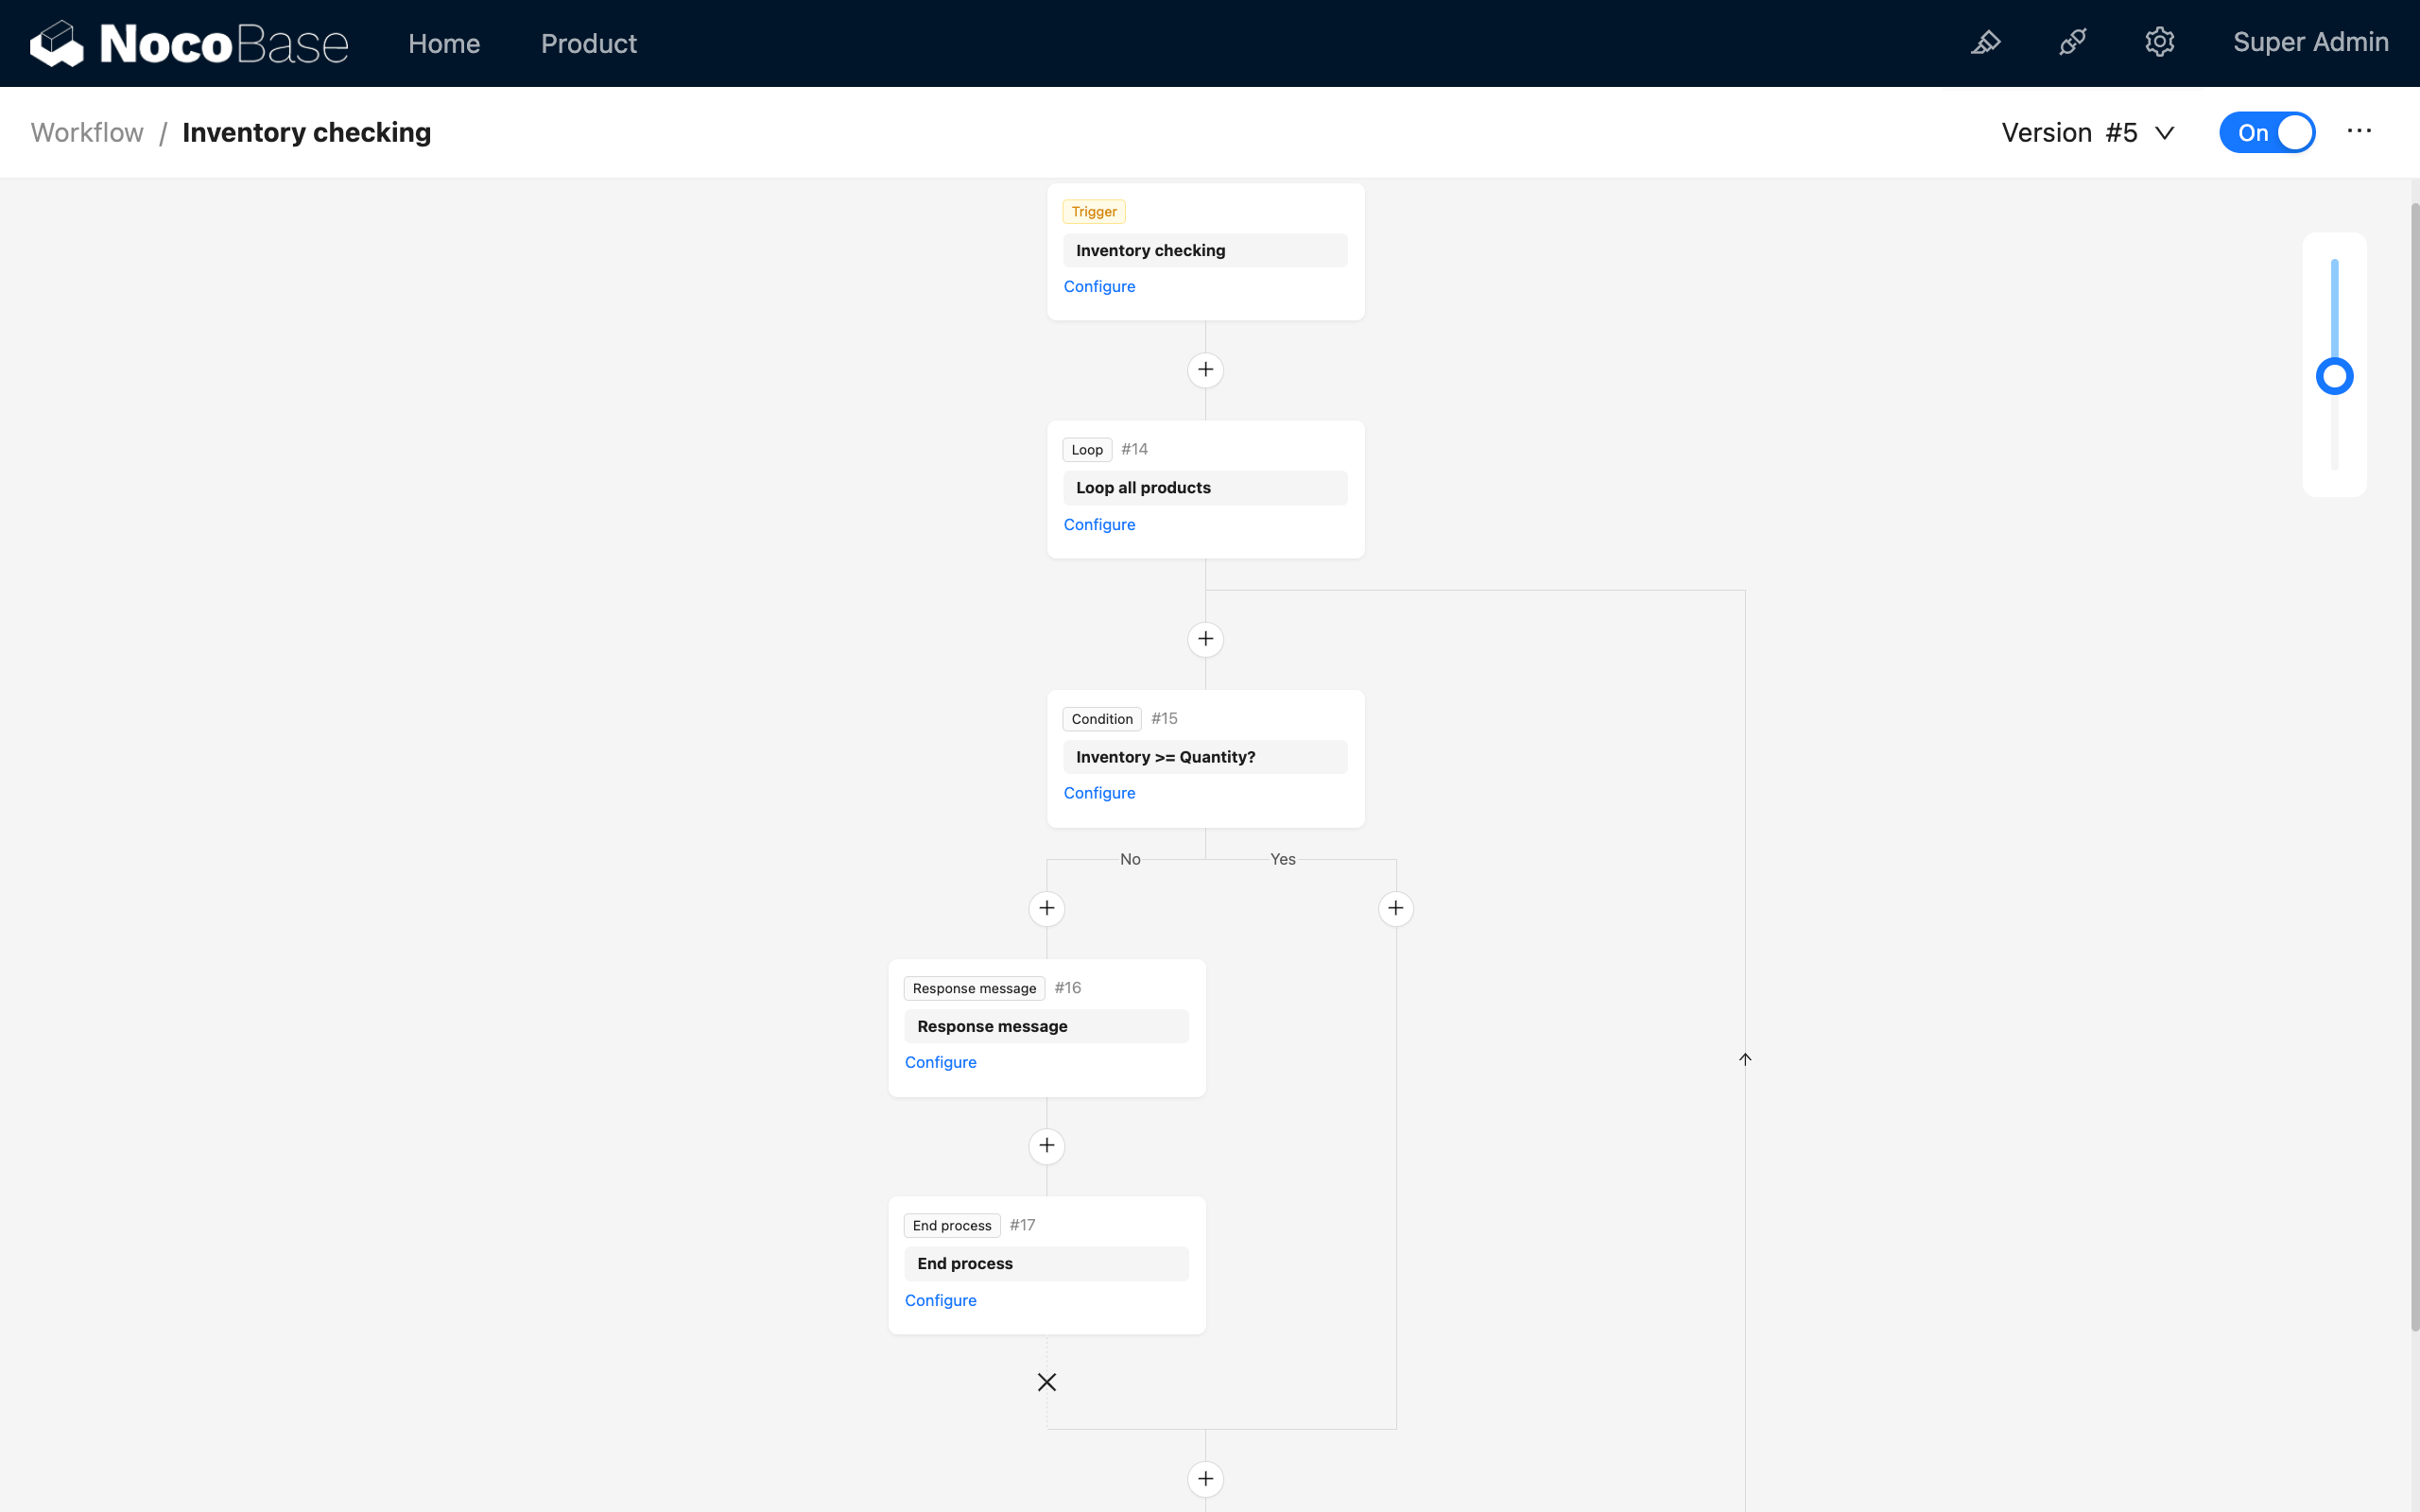 NocoBase Home Product Super Admin
Workflow / Inventory checking Version #5 On ···
Trigger
Inventory checking
Configure
Loop #14
Loop all products
Configure
Condition #15
Inventory >= Quantity?
Configure
No Yes
Response message #16
Response message
Configure
End process #17
End process
Configure